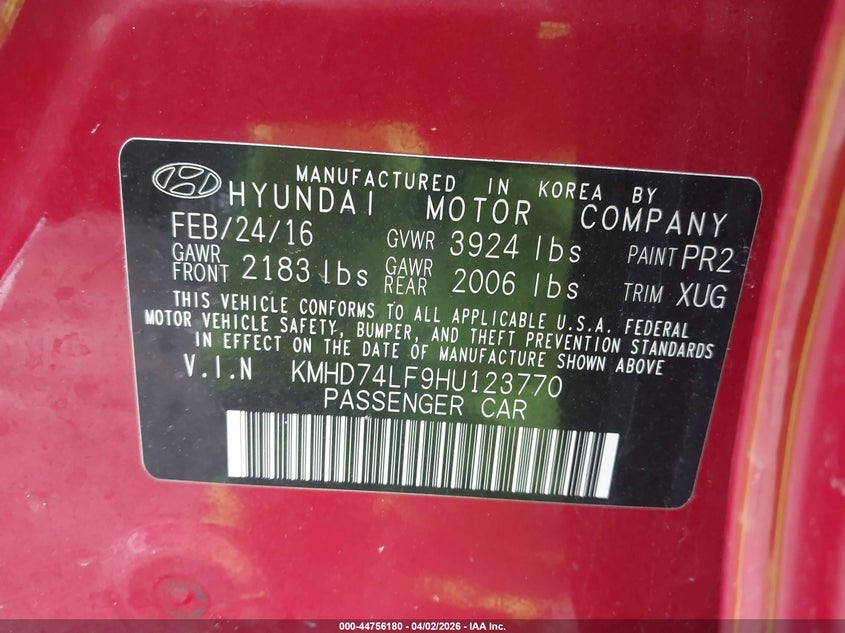 MANUFACTURED IN KOREA BY
HYUNDAI MOTOR COMPANY
FEB/24/16 GVWR 3924 lbs PAINT PR2
GAWR FRONT 2183 lbs GAWR REAR 2006 lbs TRIM XUG
THIS VEHICLE CONFORMS TO ALL APPLICABLE U.S.A. FEDERAL
MOTOR VEHICLE SAFETY, BUMPER, AND THEFT PREVENTION STANDARDS
IN EFFECT ON THE DATE OF MANUFACTURE SHOWN ABOVE
V.I.N KMHD74LF9HU123770
PASSENGER CAR
000-44756180 - 04/02/2026 - IAA Inc.